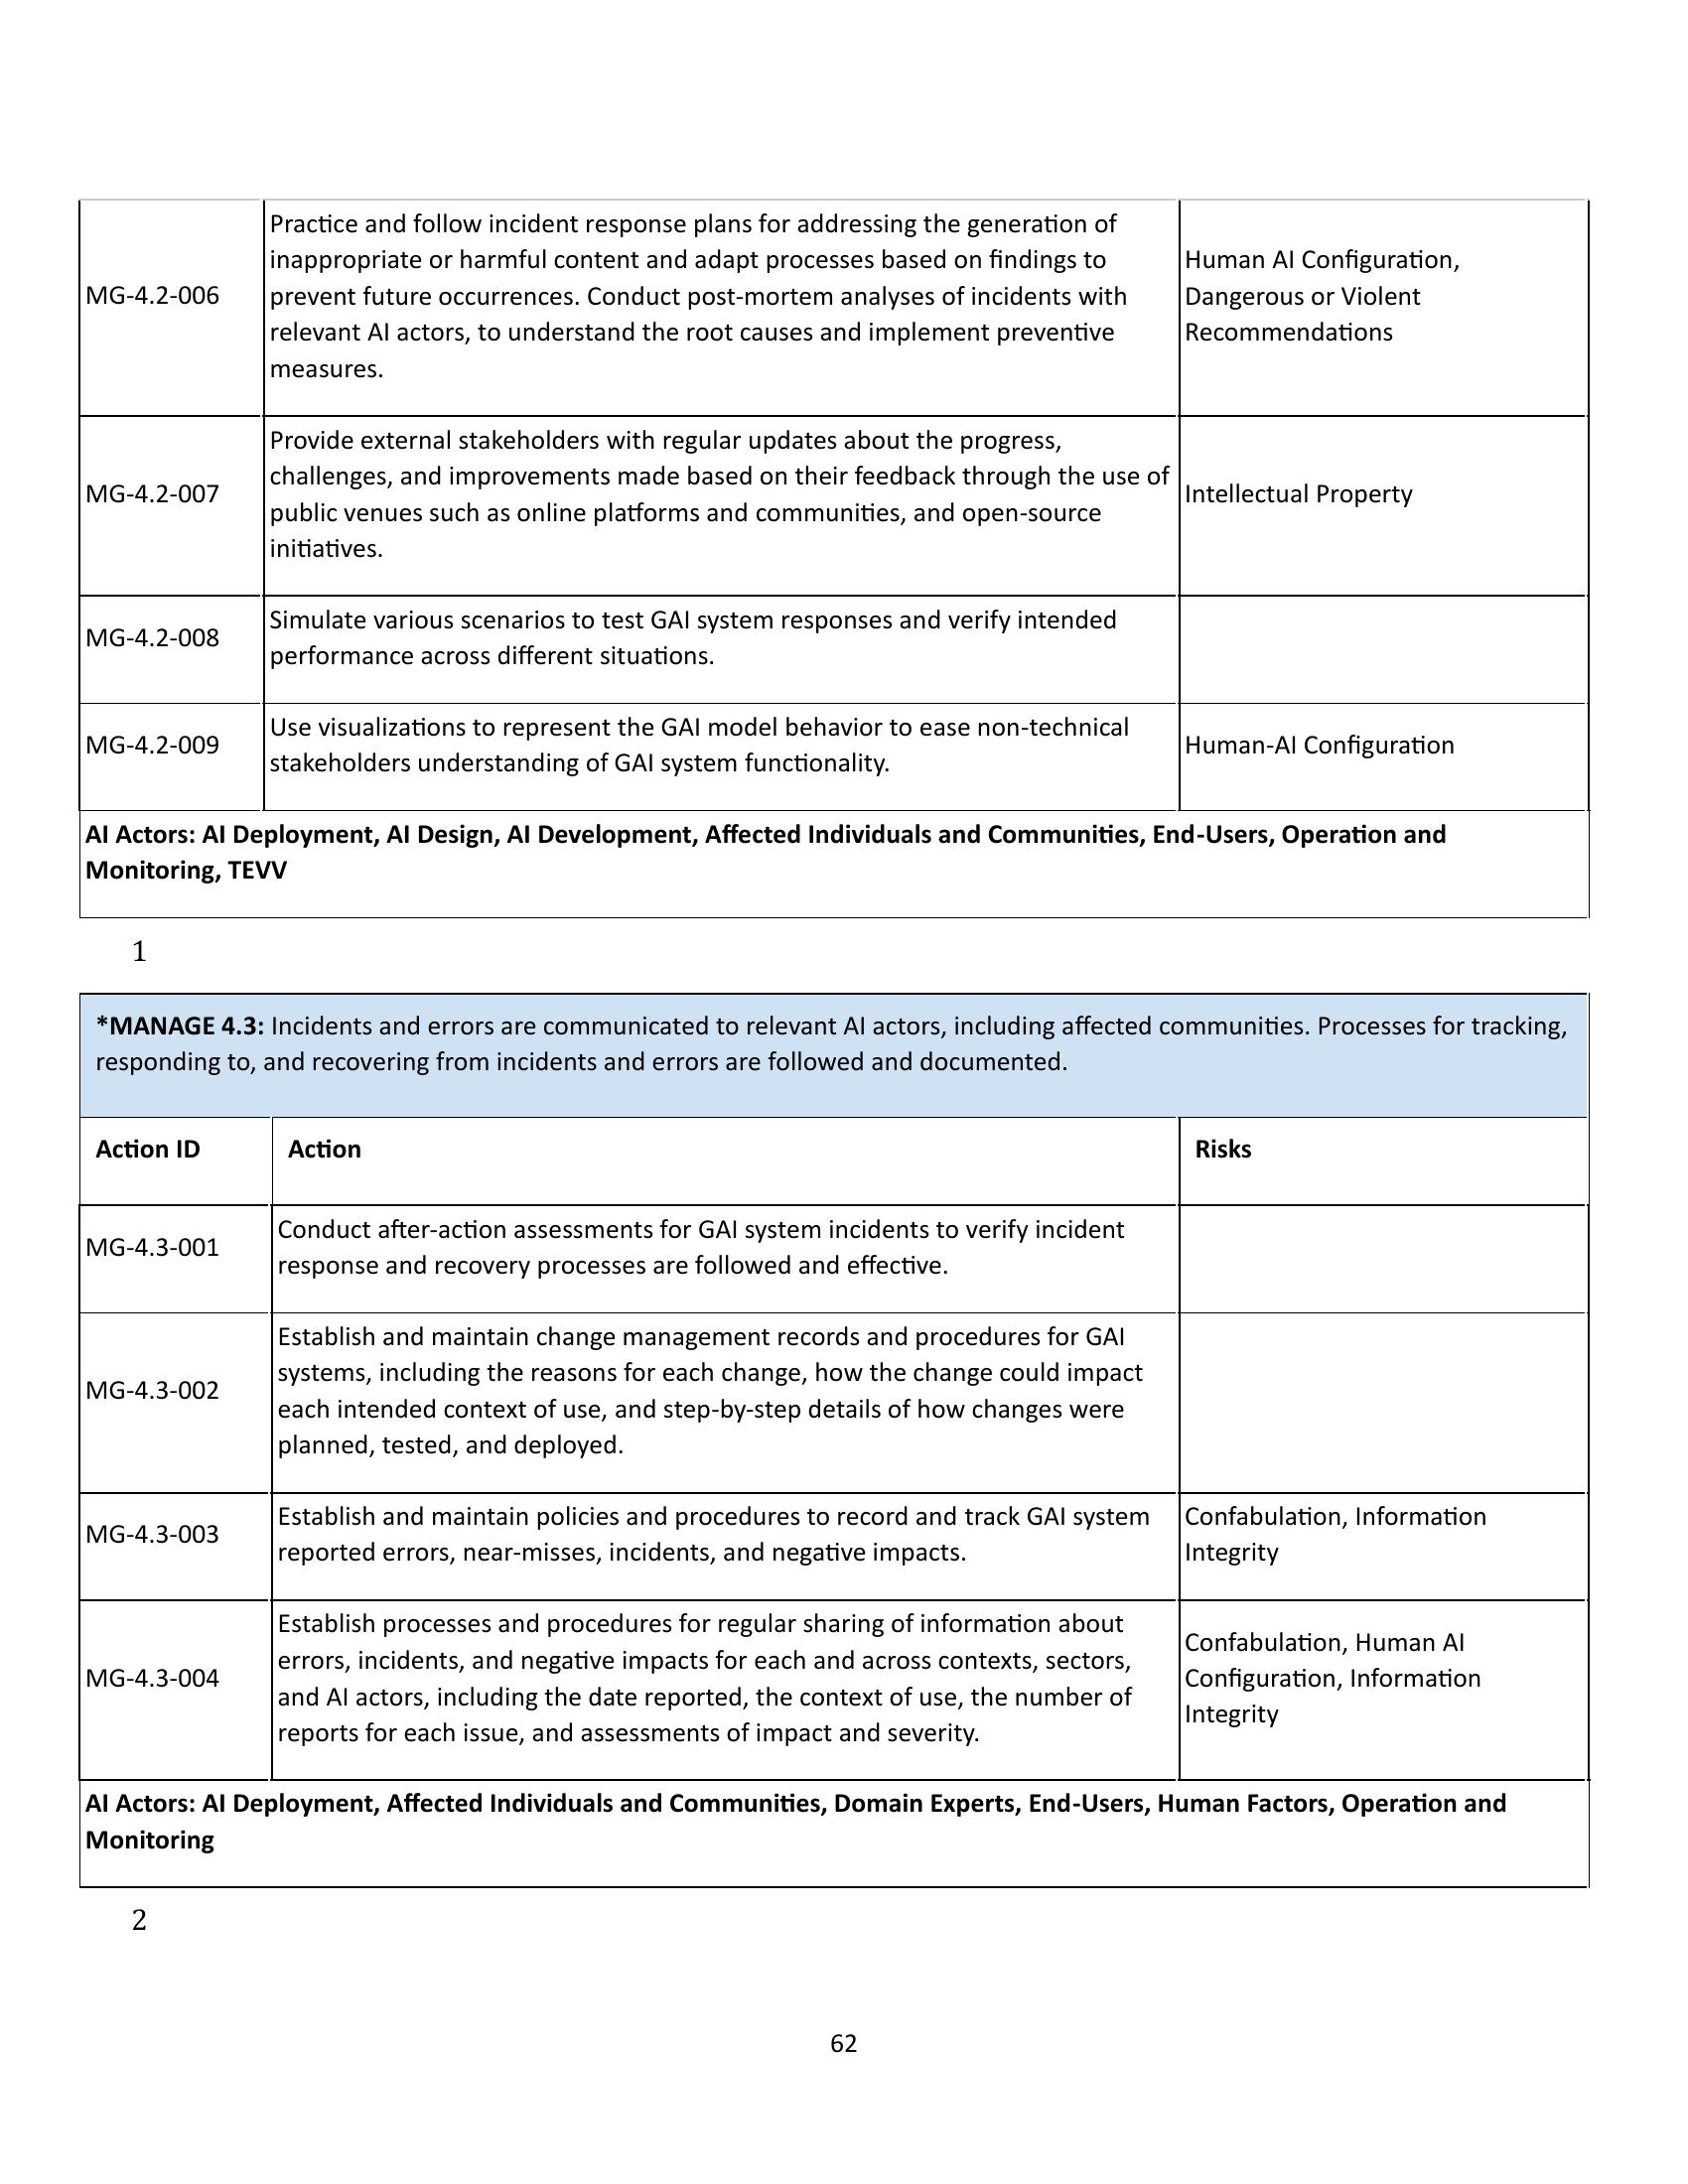 Practice and follow incident response plans for addressing the generation of
inappropriate or harmful content and adapt processes based on findings to
MG-4.2-006
prevent future occurrences. Conduct post-mortem analyses of incidents with
relevant AI actors, to understand the root causes and implement preventive
measures.
Human AI Configuration,
Dangerous or Violent
Recommendations
MG-4.2-007
Provide external stakeholders with regular updates about the progress,
challenges, and improvements made based on their feedback through the use of
public venues such as online platforms and communities, and open-source
initiatives.
Intellectual Property
MG-4.2-008
Simulate various scenarios to test GAI system responses and verify intended
performance across different situations.
MG-4.2-009
Use visualizations to represent the GAI model behavior to ease non-technical
stakeholders understanding of GAI system functionality.
Human-AI Configuration
AI Actors: AI Deployment, AI Design, AI Development, Affected Individuals and Communities, End-Users, Operation and
Monitoring, TEVV
1
*MANAGE 4.3: Incidents and errors are communicated to relevant AI actors, including affected communities. Processes for tracking,
responding to, and recovering from incidents and errors are followed and documented.
Action ID
Action
Risks
MG-4.3-001
Conduct after-action assessments for GAI system incidents to verify incident
response and recovery processes are followed and effective.
MG-4.3-002
Establish and maintain change management records and procedures for GAI
systems, including the reasons for each change, how the change could impact
each intended context of use, and step-by-step details of how changes were
planned, tested, and deployed.
MG-4.3-003
Establish and maintain policies and procedures to record and track GAI system
reported errors, near-misses, incidents, and negative impacts.
Confabulation, Information
Integrity
MG-4.3-004
Establish processes and procedures for regular sharing of information about
errors, incidents, and negative impacts for each and across contexts, sectors,
and AI actors, including the date reported, the context of use, the number of
reports for each issue, and assessments of impact and severity.
Confabulation, Human AI
Configuration, Information
Integrity
AI Actors: AI Deployment, Affected Individuals and Communities, Domain Experts, End-Users, Human Factors, Operation and
Monitoring
2
62